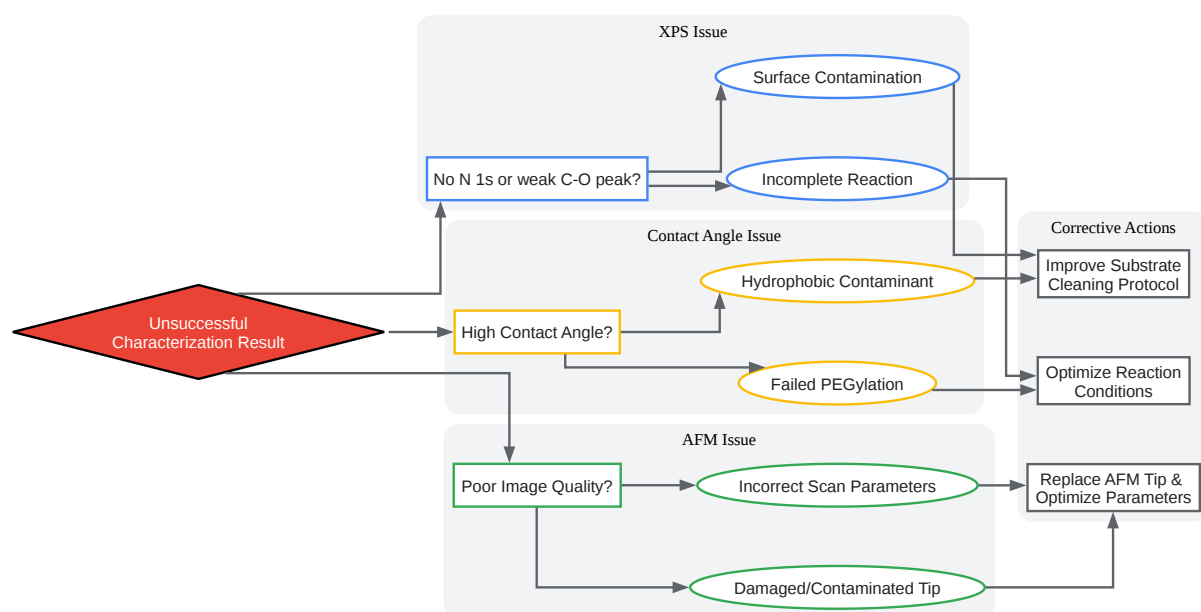 XPS Issue
Surface Contamination
No N 1s or weak C-O peak?
Incomplete Reaction
Contact Angle Issue
Hydrophobic Contaminant
High Contact Angle?
Failed PEGylation
Unsuccessful
Characterization Result
AFM Issue
Poor Image Quality?
Incorrect Scan Parameters
Damaged/Contaminated Tip
Corrective Actions
Improve Substrate
Cleaning Protocol
Optimize Reaction
Conditions
Replace AFM Tip &
Optimize Parameters